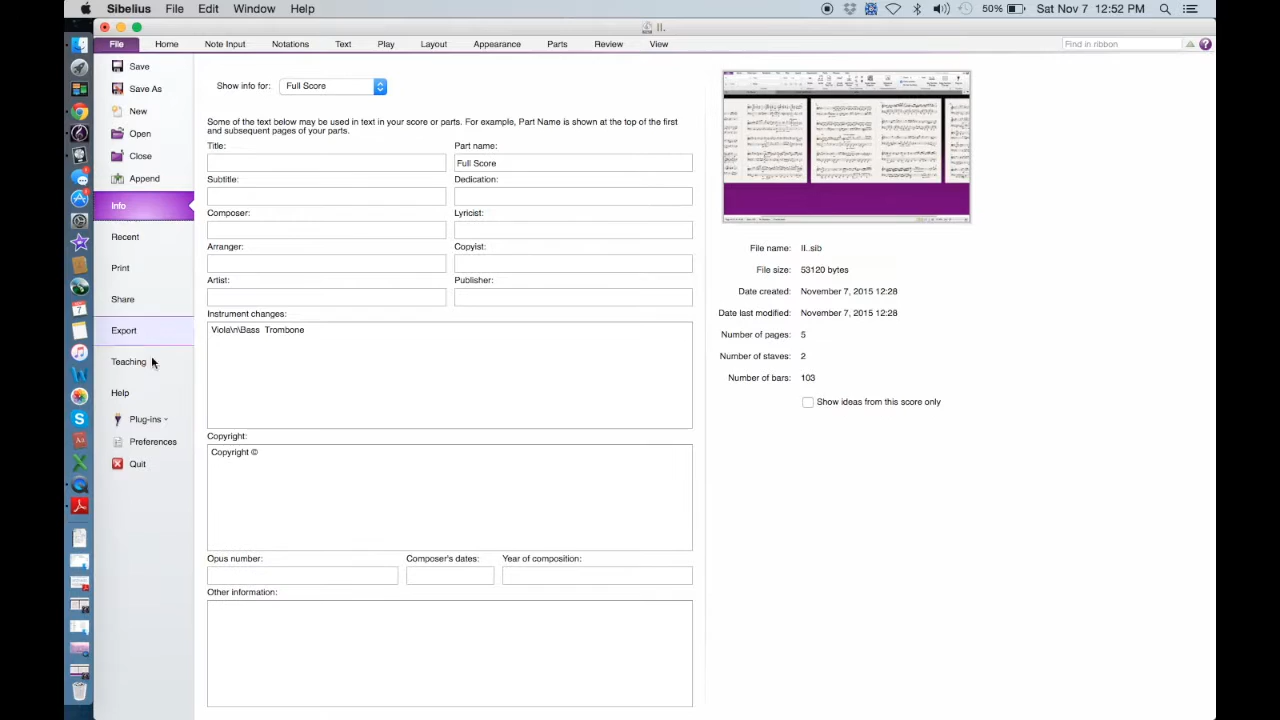 Sibelius File Edit Window Help 50% Sat Nov 7 12:52 PM
II.
File Home Note Input Notations Text Play Layout Appearance Parts Review View Find in ribbon ?
Save
Save As
New
Open
Close
Append
Info
Recent
Print
Share
Export
Teaching
Help
Plug-ins
Preferences
Quit
Show info for: Full Score
of the text below may be used in text in your score or parts. For example, Part Name is shown at the top of the first
and subsequent pages of your parts.
Title: Part name:
Full Score
Dedication:
Composer: Lyricist:
Arranger: Copyist:
Artist: Publisher:
Instrument changes:
Viola\n\Bass Trombone
Copyright:
Copyright ©
Opus number: Composer's dates: Year of composition:
Other information:
File name: II..sib
File size: 53120 bytes
Date created: November 7, 2015 12:28
Date last modified: November 7, 2015 12:28
Number of pages: 5
Number of staves: 2
Number of bars: 103
Show ideas from this score only